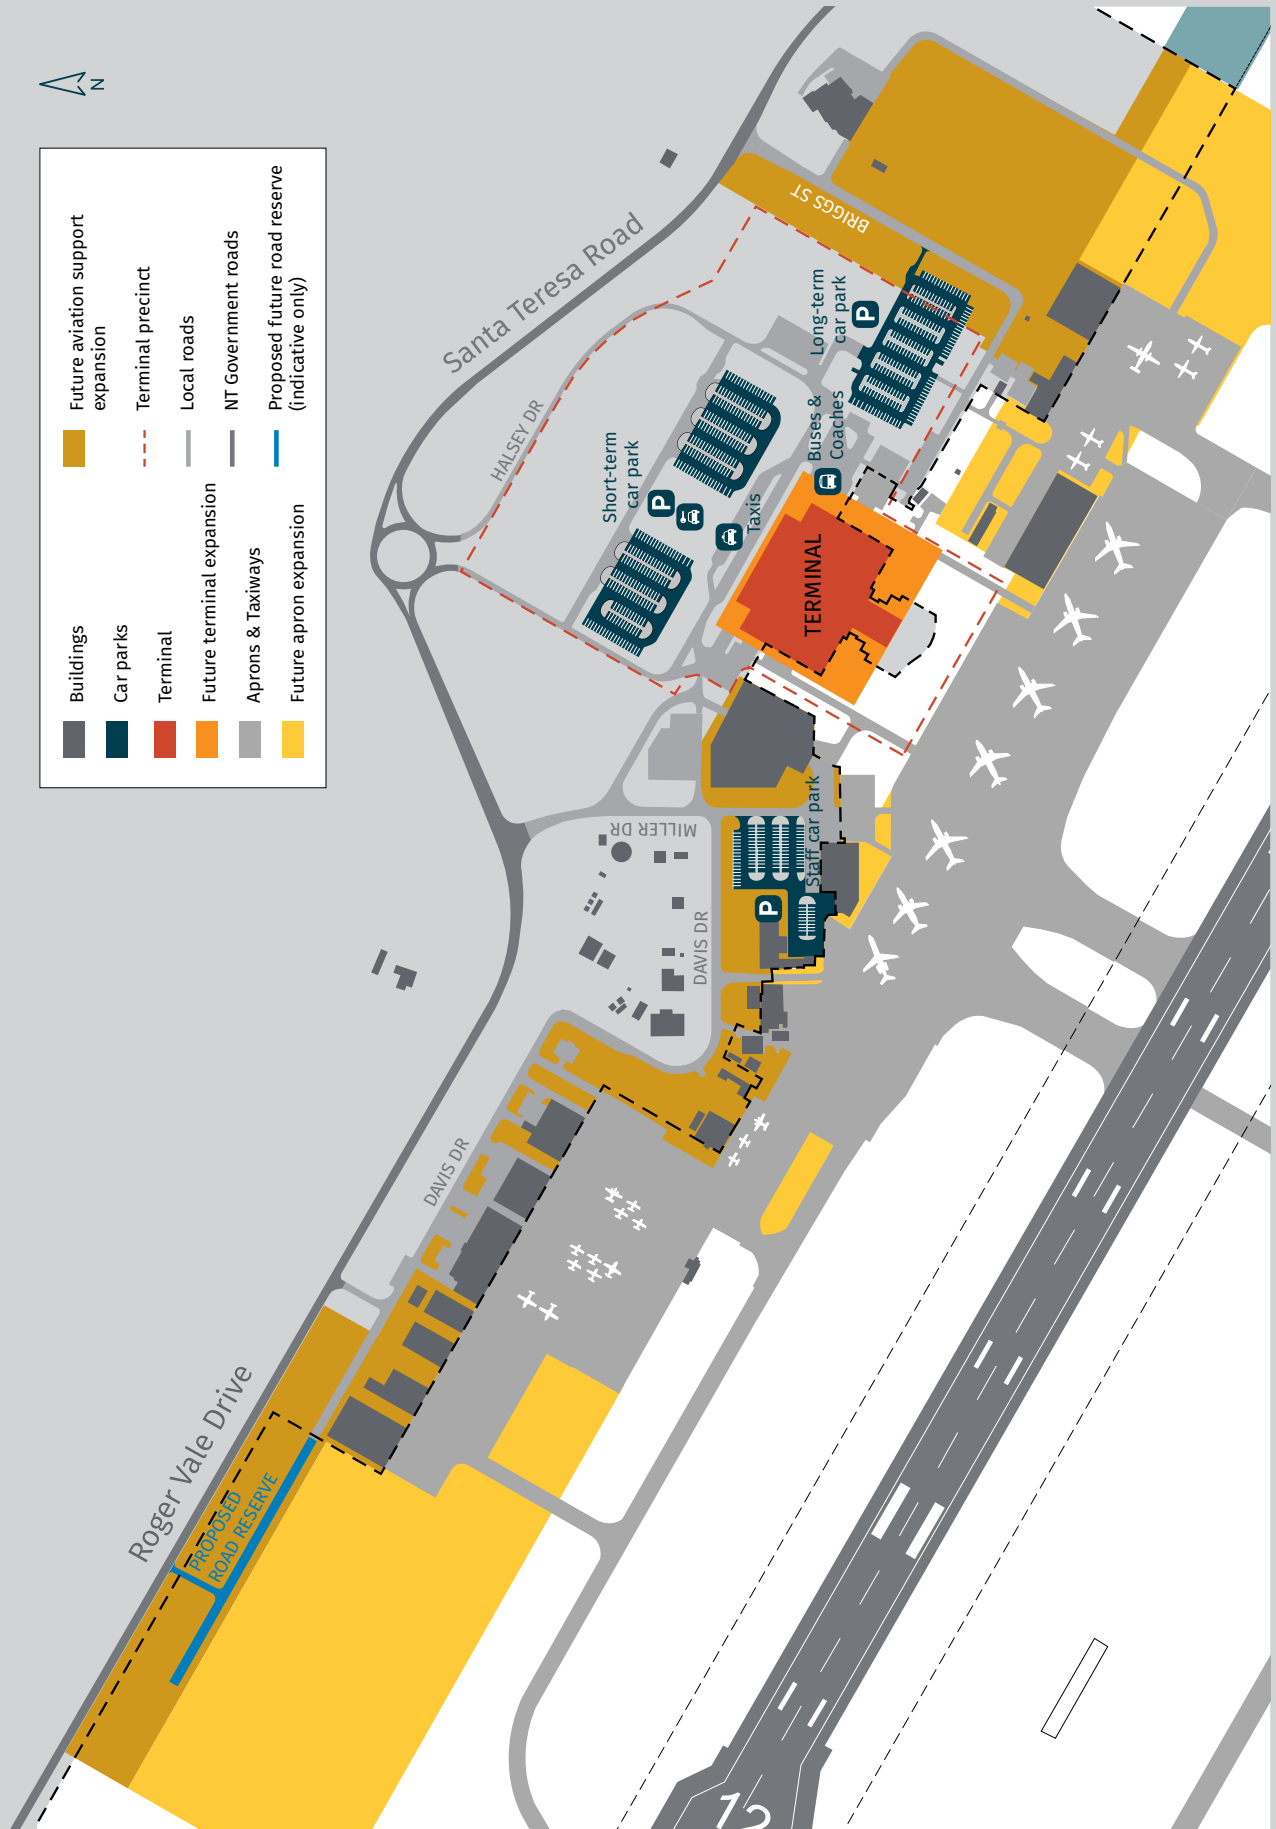 N
Buildings
Car parks
Terminal
Future terminal expansion
Aprons & Taxiways
Future apron expansion
Future aviation support
expansion
Terminal precinct
Local roads
NT Government roads
Proposed future road reserve
(indicative only)
Santa Teresa Road
HALSEY DR
BRIGGS ST
Long-term
car park
P
Short-term
car park
P
Buses &
Coaches
Taxis
TERMINAL
MILLER DR
DAVIS DR
Staff car park
P
DAVIS DR
Roger Vale Drive
PROPOSED
ROAD RESERVE
12